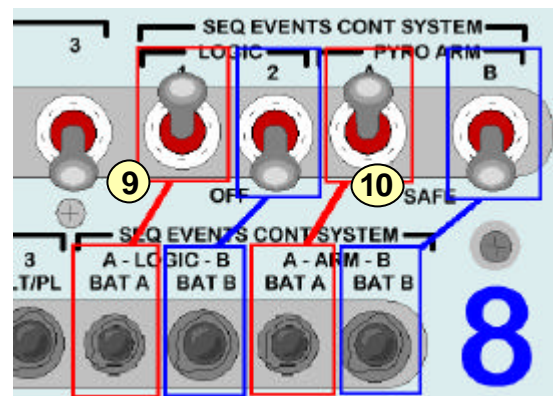 SEQ EVENTS CONT SYSTEM
3 LOGIC PYRO ARM
1 2 A B
9 10
OFF SAFE
SEQ EVENTS CONT SYSTEM
3 A - LOGIC - B A - ARM - B
LT/PL BAT A BAT B BAT A BAT B
8